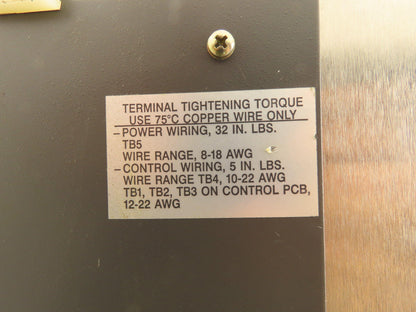 TERMINAL TIGHTENING TORQUE
USE 75°C COPPER WIRE ONLY
–POWER WIRING, 32 IN. LBS.
TB5
WIRE RANGE, 8-18 AWG
–CONTROL WIRING, 5 IN. LBS.
WIRE RANGE TB4, 10-22 AWG
TB1, TB2, TB3 ON CONTROL PCB,
12-22 AWG